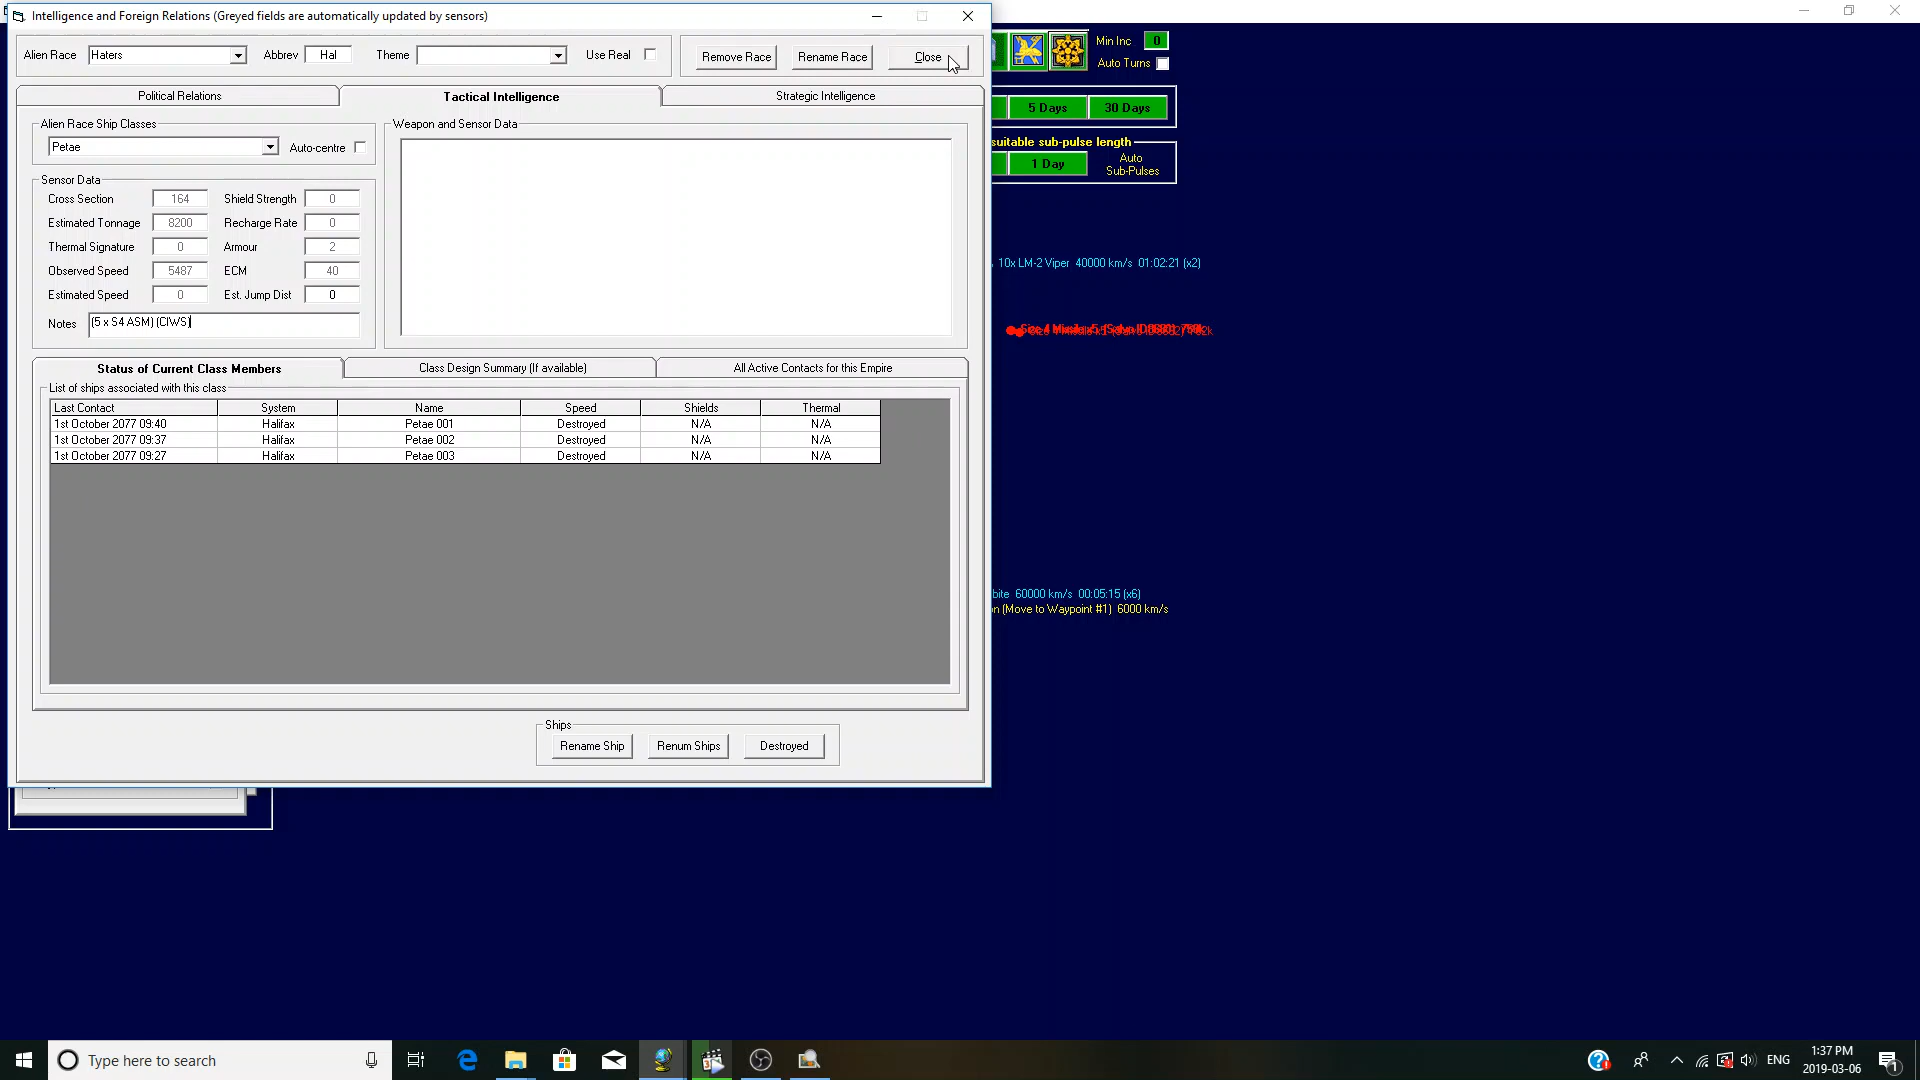 Intelligence and Foreign Relations (Greyed fields are automatically updated by sensors)
Alien Race Haters Abbrev Hal Theme Use Real Remove Race Rename Race Close
Min Inc 0
Auto Turns
Political Relations Tactical Intelligence Strategic Intelligence
5 Days 30 Days
Alien Race Ship Classes
Petae Auto-centre
Weapon and Sensor Data
suitable sub-pulse length
1 Day Auto Sub-Pulses
Sensor Data
Cross Section 164 Shield Strength 0
Estimated Tonnage 8200 Recharge Rate 0
Thermal Signature 0 Armour 2
Observed Speed 5487 ECM 40
Estimated Speed 0 Est. Jump Dist 0
Notes (5 x S4 ASM) (CIWS)
10x LM-2 Viper 40000 km/s 01:02:21 (x2)
Status of Current Class Members Class Design Summary (If available) All Active Contacts for this Empire
List of ships associated with this class
Last Contact System Name Speed Shields Thermal
1st October 2077 09:40 Halifax Petae 001 Destroyed N/A N/A
1st October 2077 09:37 Halifax Petae 002 Destroyed N/A N/A
1st October 2077 09:27 Halifax Petae 003 Destroyed N/A N/A
bite 60000 km/s 00:05:15 (x6)
n (Move to Waypoint #1) 6000 km/s
Ships
Rename Ship Renum Ships Destroyed
Type here to search
ENG
1:37 PM
2019-03-06
1